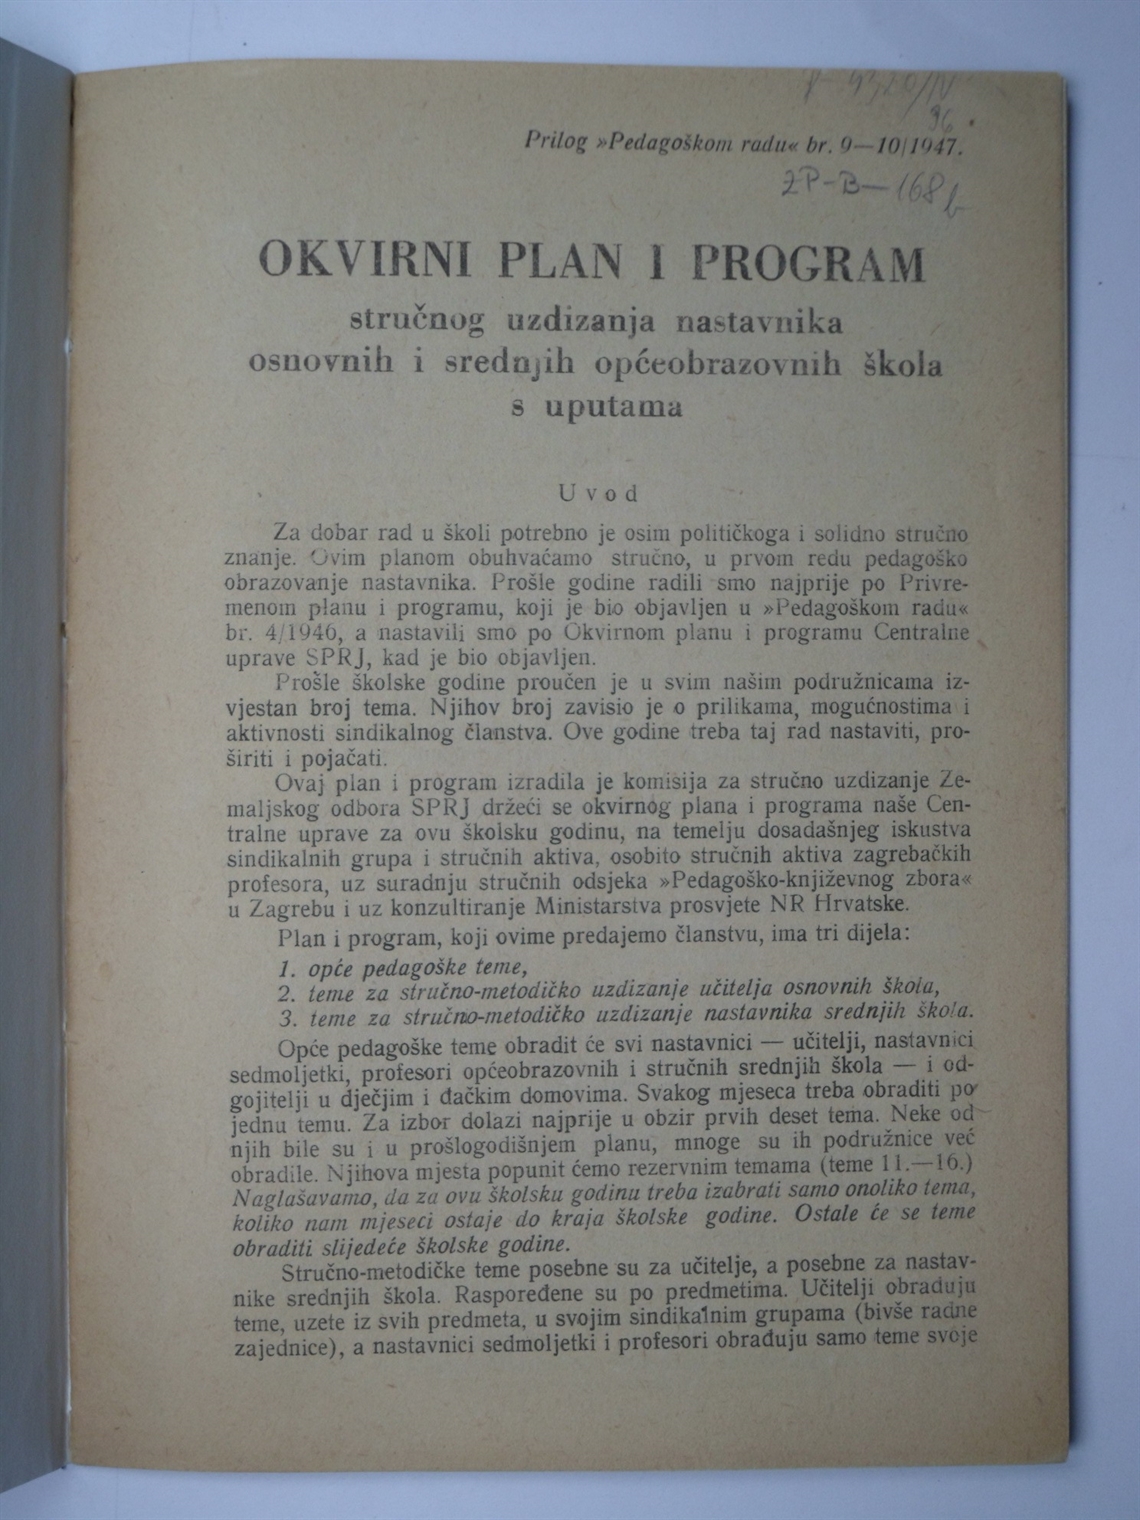 Prilog »Pedagoškom radu« br. 9—10/1947.
ZP-B-168 b
OKVIRNI PLAN I PROGRAM
stručnog uzdizanja nastavnika
osnovnih i srednjih općeobrazovnih škola
s uputama
Uvod
Za dobar rad u školi potrebno je osim političkoga i solidno stručno
znanje. Ovim planom obuhvaćamo stručno, u prvom redu pedagoško
obrazovanje nastavnika. Prošle godine radili smo najprije po Privre-
menom planu i programu, koji je bio objavljen u »Pedagoškom radu«
br. 4/1946, a nastavili smo po Okvirnom planu i programu Centralne
uprave SPRJ, kad je bio objavljen.
Prošle školske godine proučen je u svim našim podružnicama iz-
vjestan broj tema. Njihov broj zavisio je o prilikama, mogućnostima i
aktivnosti sindikalnog članstva. Ove godine treba taj rad nastaviti, pro-
širiti i pojačati.
Ovaj plan i program izradila je komisija za stručno uzdizanje Ze-
maljskog odbora SPRJ držeći se okvirnog plana i programa naše Cen-
tralne uprave za ovu školsku godinu, na temelju dosadašnjeg iskustva
sindikalnih grupa i stručnih aktiva, osobito stručnih aktiva zagrebačkih
profesora, uz suradnju stručnih odsjeka »Pedagoško-književnog zbora«
u Zagrebu i uz konzultiranje Ministarstva prosvjete NR Hrvatske.
Plan i program, koji ovime predajemo članstvu, ima tri dijela:
1. opće pedagoške teme,
2. teme za stručno-metodičko uzdizanje učitelja osnovnih škola,
3. teme za stručno-metodičko uzdizanje nastavnika srednjih škola.
Opće pedagoške teme obradit će svi nastavnici — učitelji, nastavnici
sedmoljetki, profesori općeobrazovnih i stručnih srednjih škola — i od-
gojitelji u dječjim i đačkim domovima. Svakog mjeseca treba obraditi po
jednu temu. Za izbor dolazi najprije u obzir prvih deset tema. Neke od
njih bile su i u prošlogodišnjem planu, mnoge su ih podružnice već
obradile. Njihova mjesta popunit ćemo rezervnim temama (teme 11.—16.)
Naglašavamo, da za ovu školsku godinu treba izabrati samo onoliko tema,
koliko nam mjeseci ostaje do kraja školske godine. Ostale će se teme
obraditi slijedeće školske godine.
Stručno-metodičke teme posebne su za učitelje, a posebne za nastav-
nike srednjih škola. Raspoređene su po predmetima. Učitelji obrađuju
teme, uzete iz svih predmeta, u svojim sindikalnim grupama (bivše radne
zajednice), a nastavnici sedmoljetki i profesori obrađuju samo teme svoje